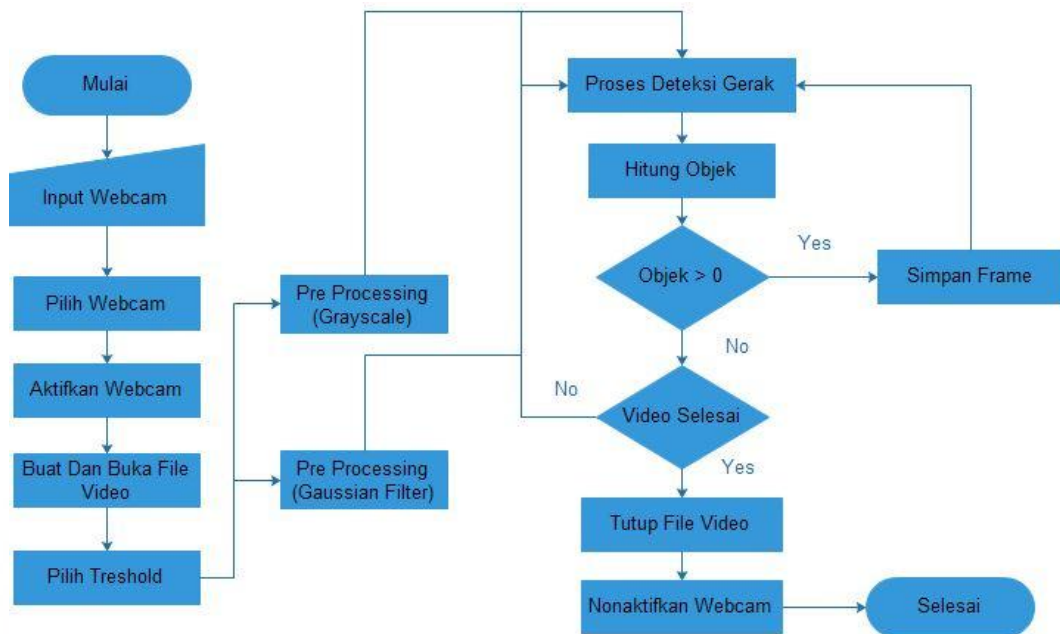 Mulai
Input Webcam
Pilih Webcam
Aktifkan Webcam
Buat Dan Buka File
Video
Pilih Treshold
Pre Processing
(Grayscale)
Pre Processing
(Gaussian Filter)
Proses Deteksi Gerak
Hitung Objek
Objek > 0
Yes
Simpan Frame
No
Video Selesai
No
Yes
Tutup File Video
Nonaktifkan Webcam
Selesai